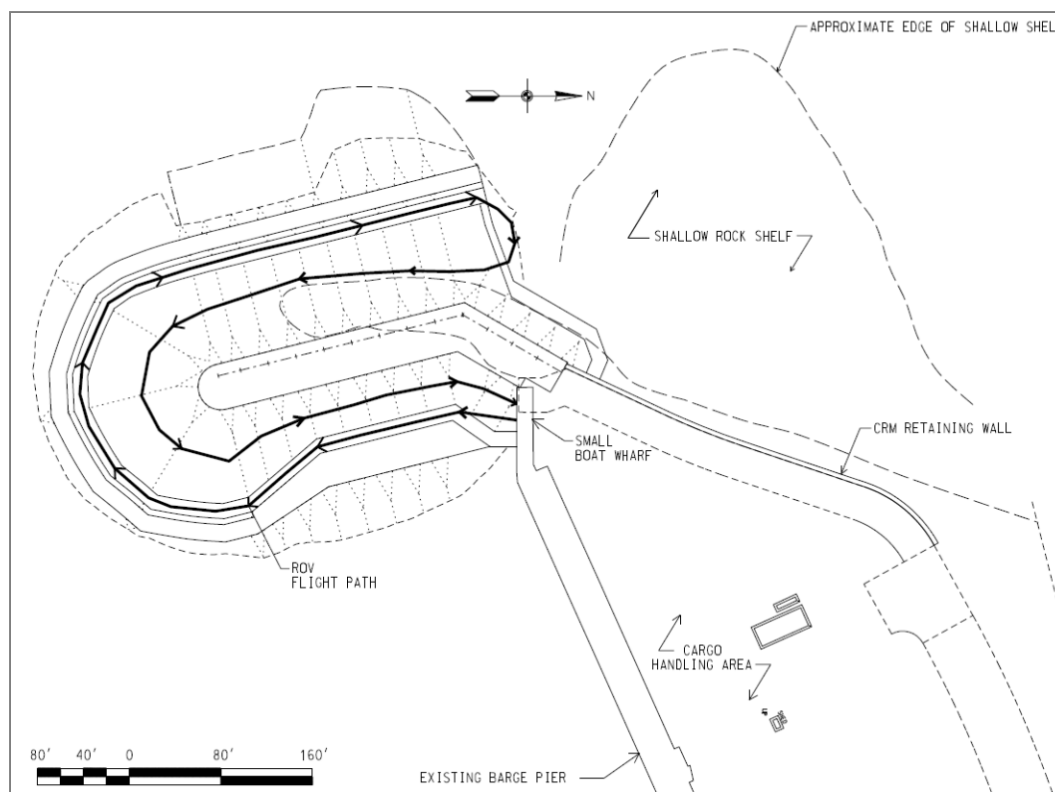 APPROXIMATE EDGE OF SHALLOW SHEL
N
SHALLOW ROCK SHELF
CRM RETAINING WALL
SMALL
BOAT WHARF
ROV
FLIGHT PATH
CARGO
HANDLING AREA
80' 40' 0 80' 160'
EXISTING BARGE PIER